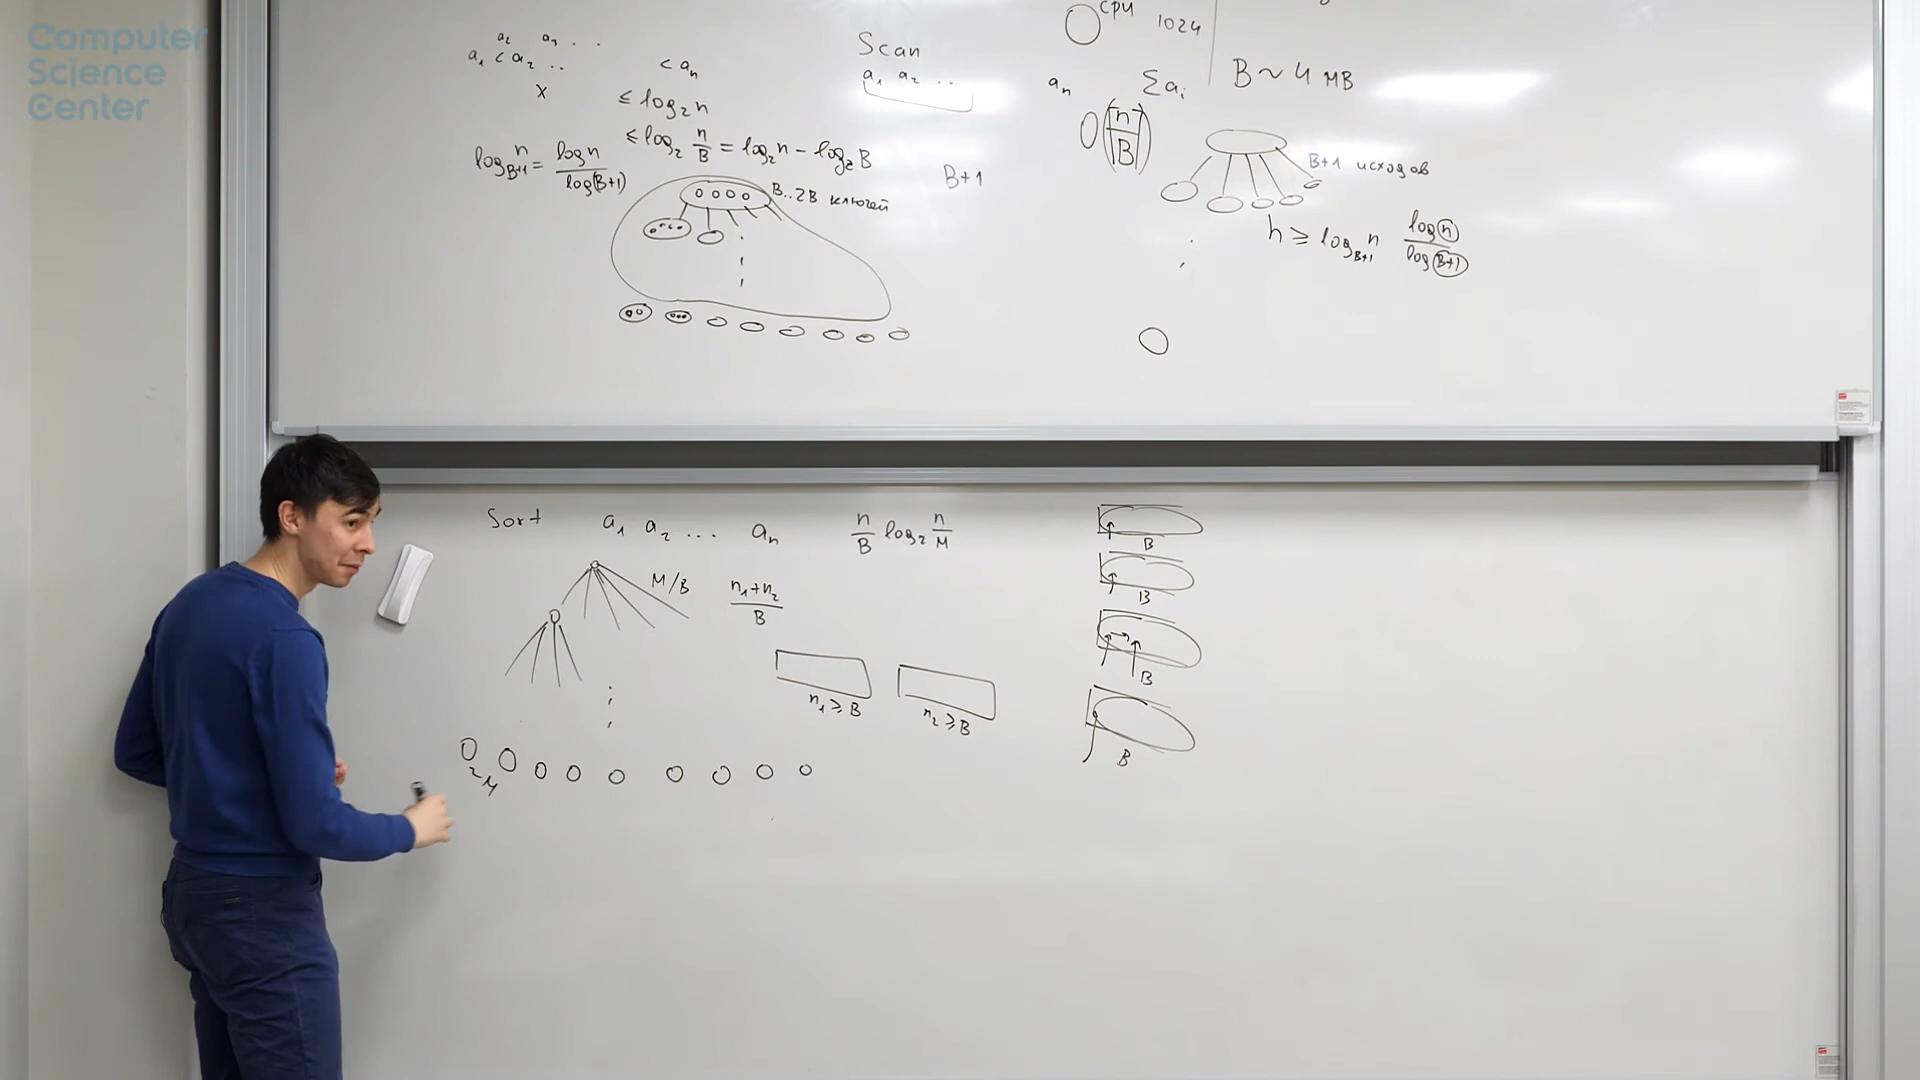 Computer
Science
Center
a₂ a₃ . .
a₁ < a₂ .. < aₙ
x
≤ log₂ n
≤ log₂ n/B = log₂ n − log₂ B
log_{B+1} n = log n / log(B+1)
B+1
B..2B ключей
Scan
a₁ a₂ .. aₙ
Σaᵢ
O(⌈n/B⌉)
CPU 1024
B ~ 4 MB
B+1 исходов
h ≥ log_{B+1} n log n / log(B+1)
Sort a₁ a₂ ... aₙ n/B log₂ n/M
M/B
(n₁+n₂)/B
n₁ ≥ B
n₂ ≥ B
M
B
B
B
B